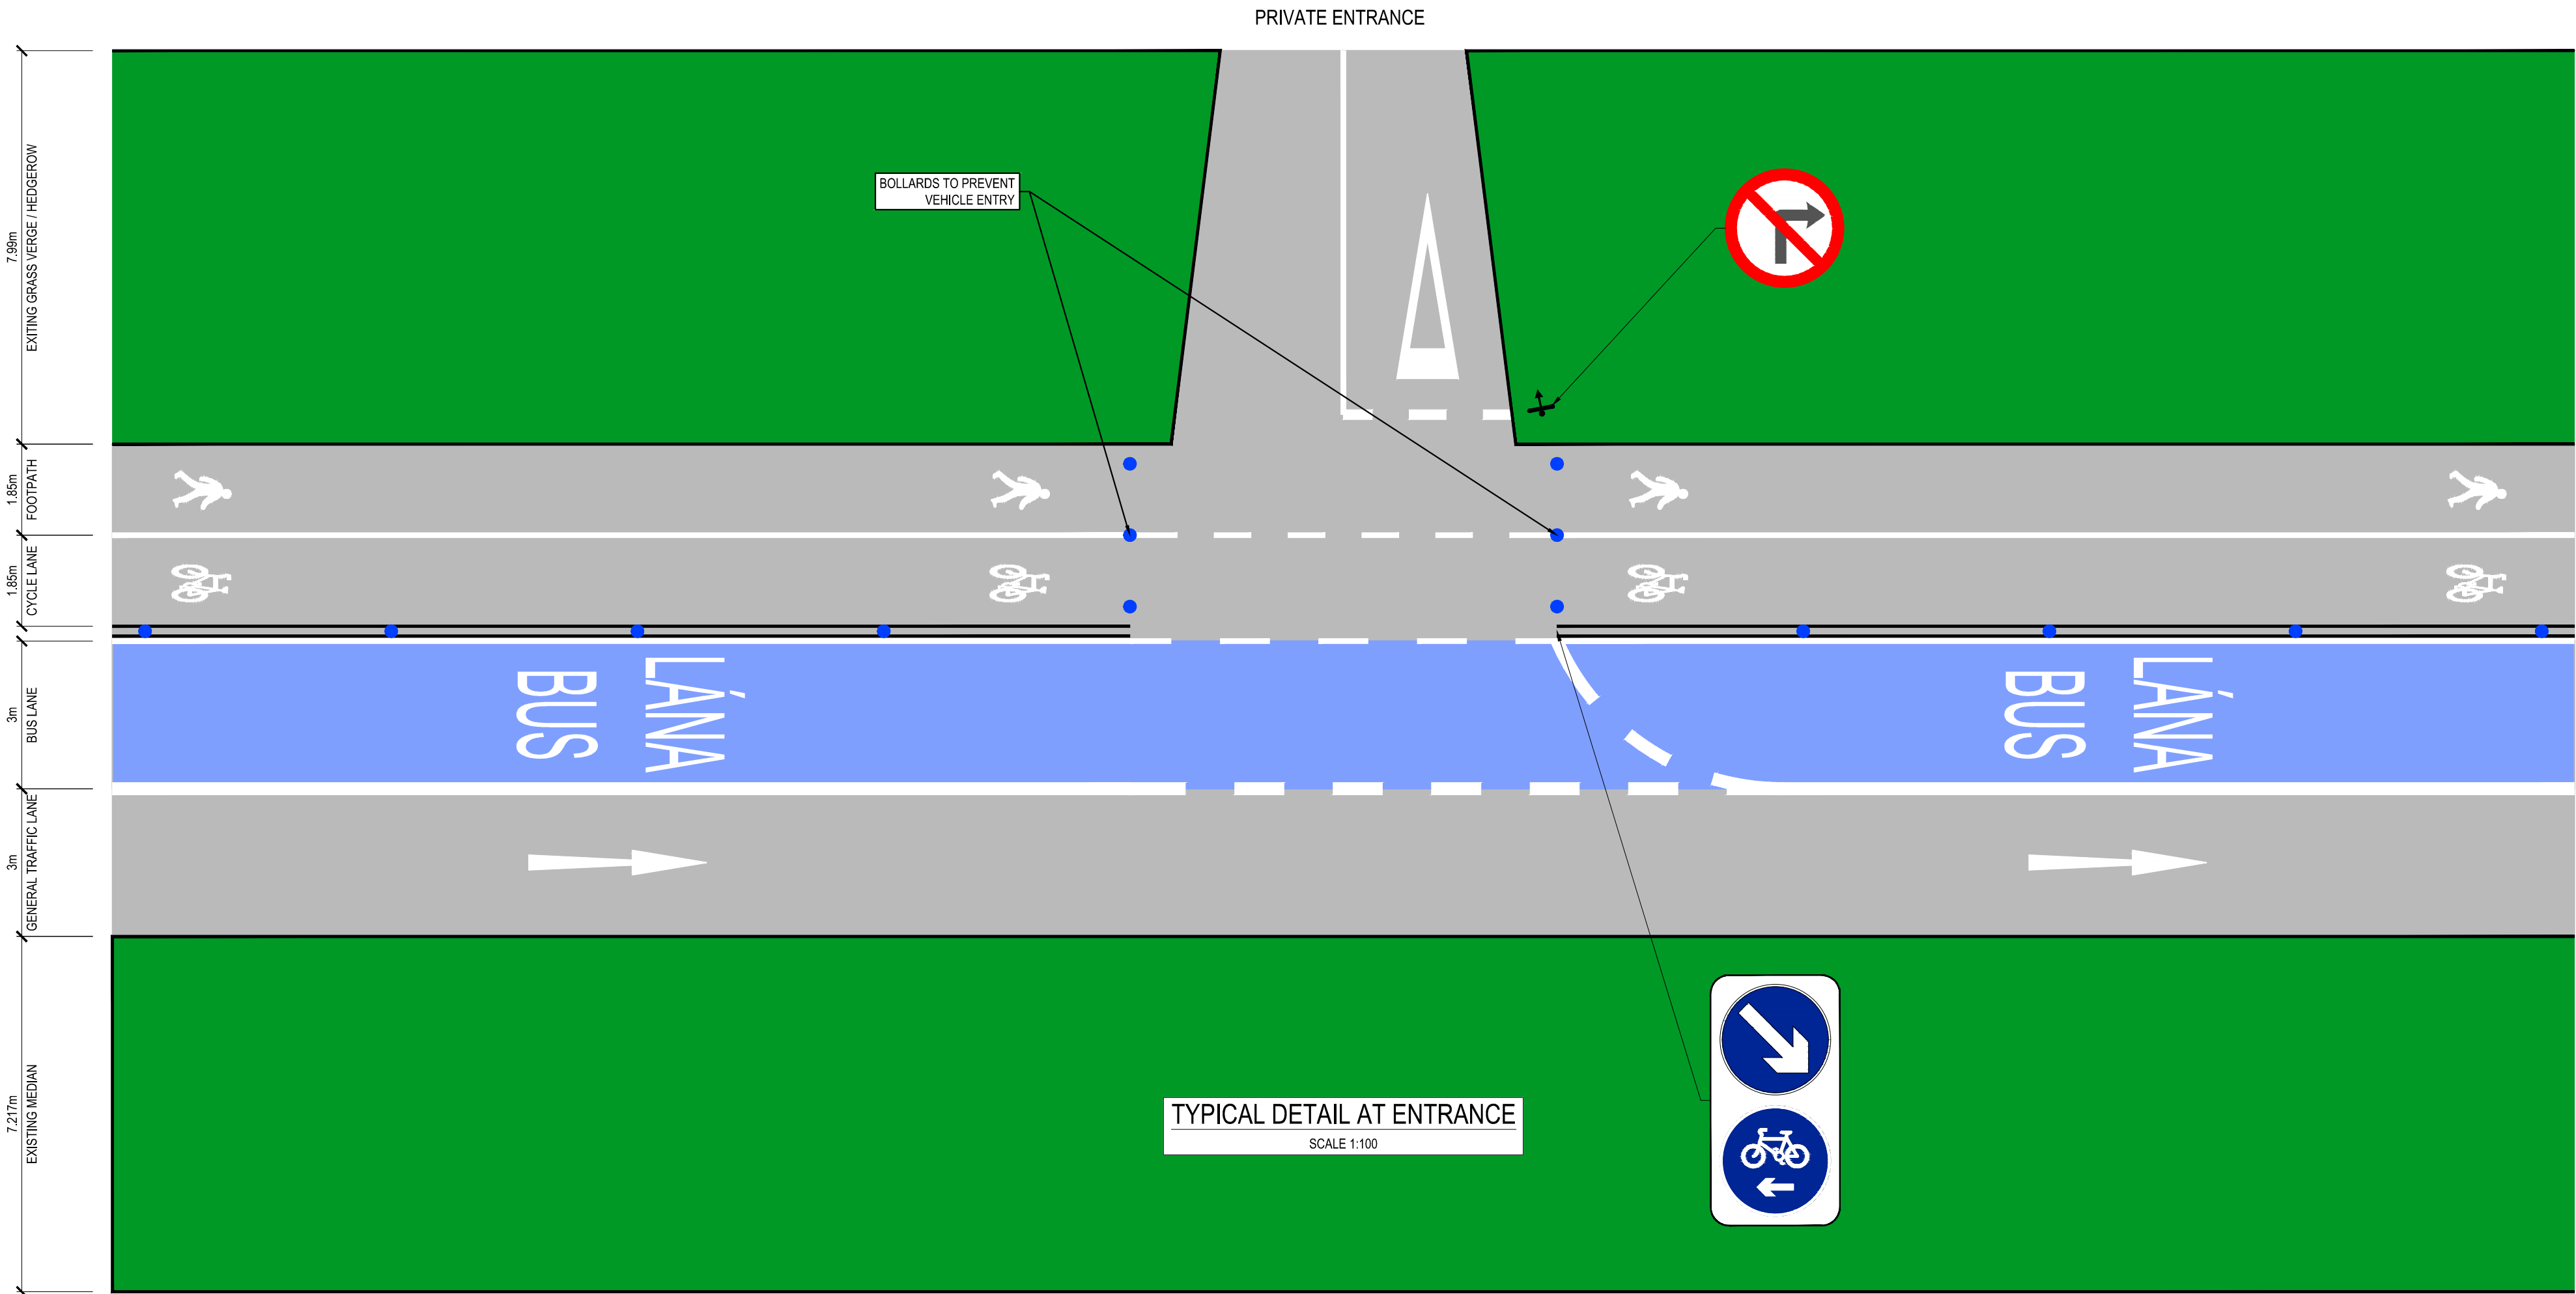 PRIVATE ENTRANCE
7.99m
EXITING GRASS VERGE / HEDGEROW
BOLLARDS TO PREVENT
VEHICLE ENTRY
1.85m
FOOTPATH
1.85m
CYCLE LANE
3m
BUS LANE
LÁNA
BUS
LÁNA
BUS
3m
GENERAL TRAFFIC LANE
7.217m
EXISTING MEDIAN
TYPICAL DETAIL AT ENTRANCE
SCALE 1:100